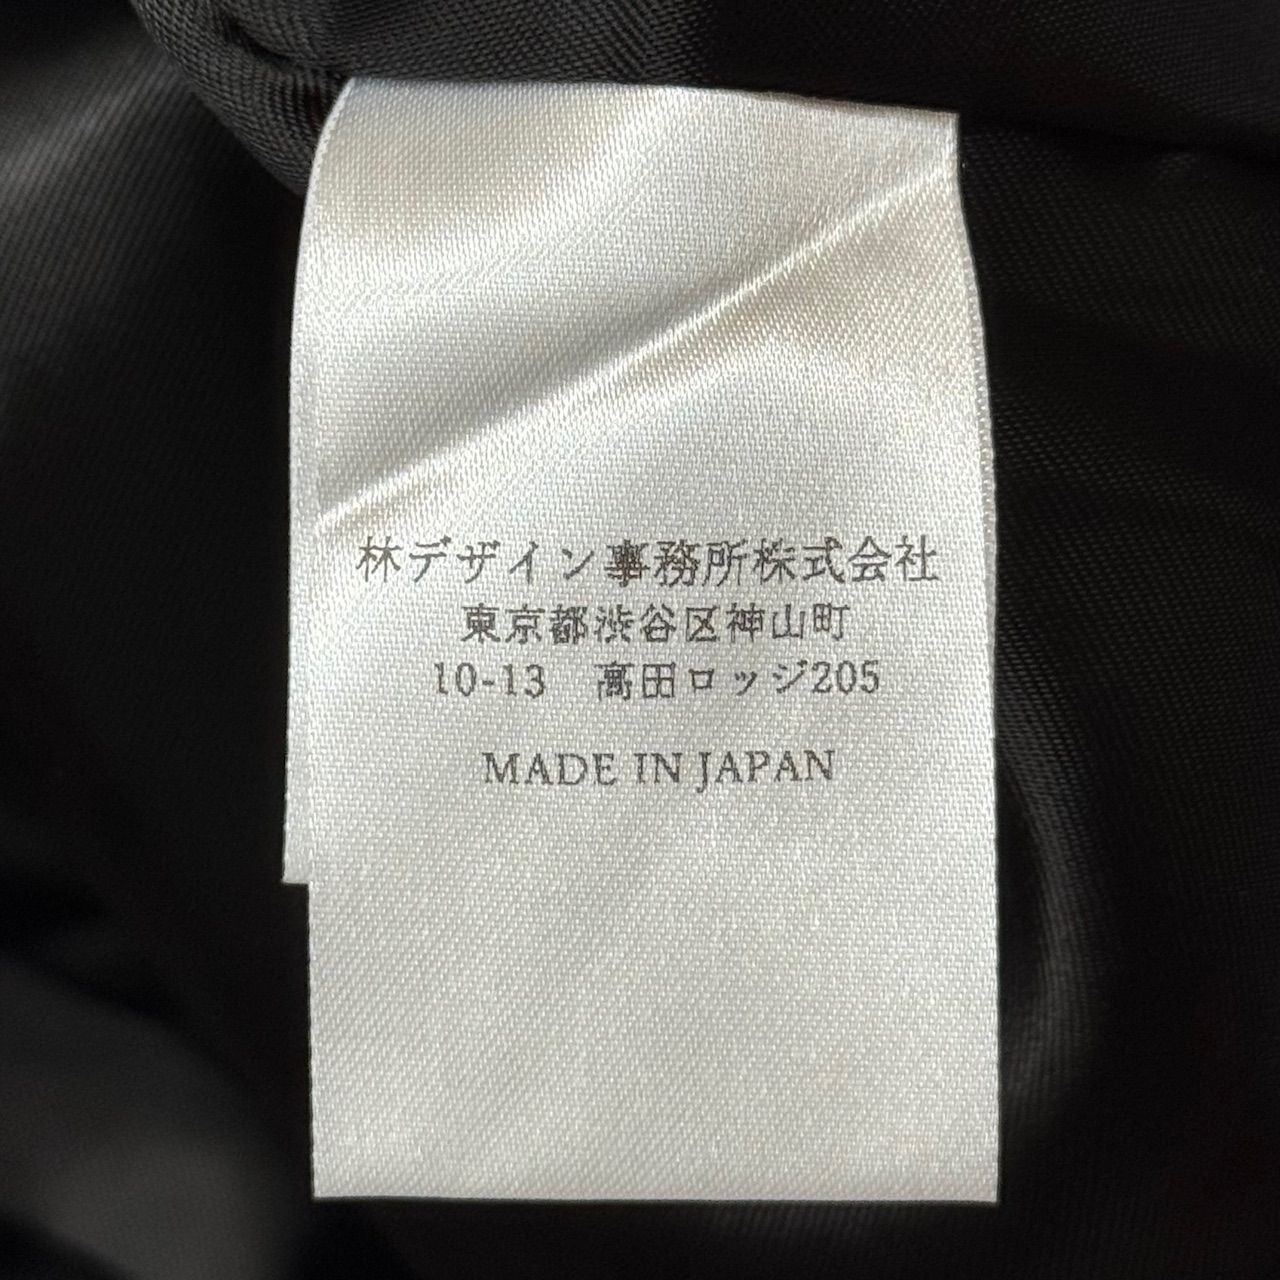 林デザイン事務所株式会社
東京都渋谷区神山町
10-13　髙田ロッジ205
MADE IN JAPAN